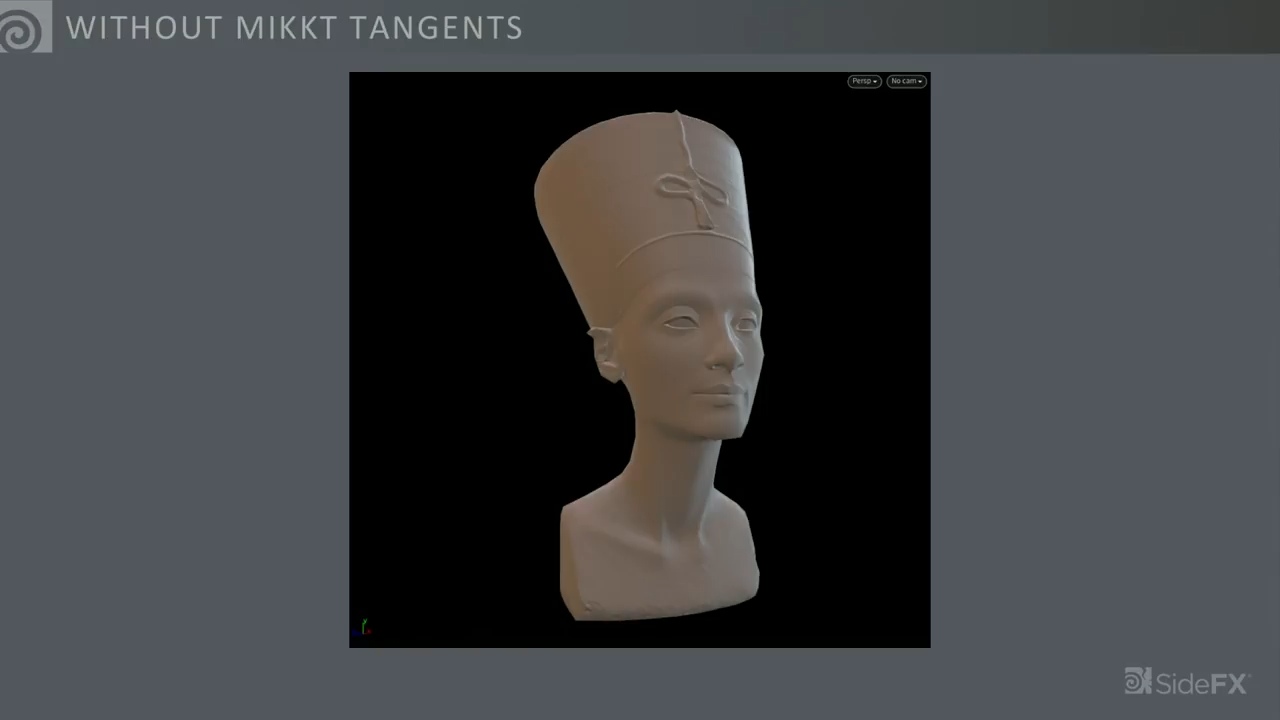 WITHOUT MIKKT TANGENTS
Persp
No cam
y
x
SideFX